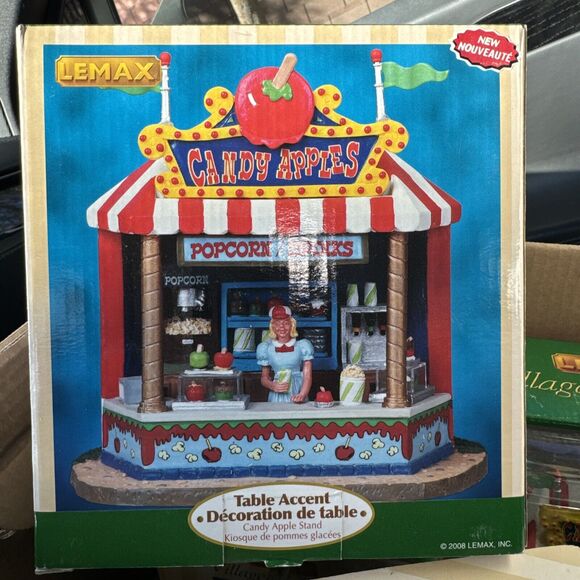 LEMAX
NEW
NOUVEAUTÉ
CANDY APPLES
POPCORN
POPCORN
Table Accent
• Décoration de table •
Candy Apple Stand
Kiosque de pommes glacées
© 2008 LEMAX, INC.